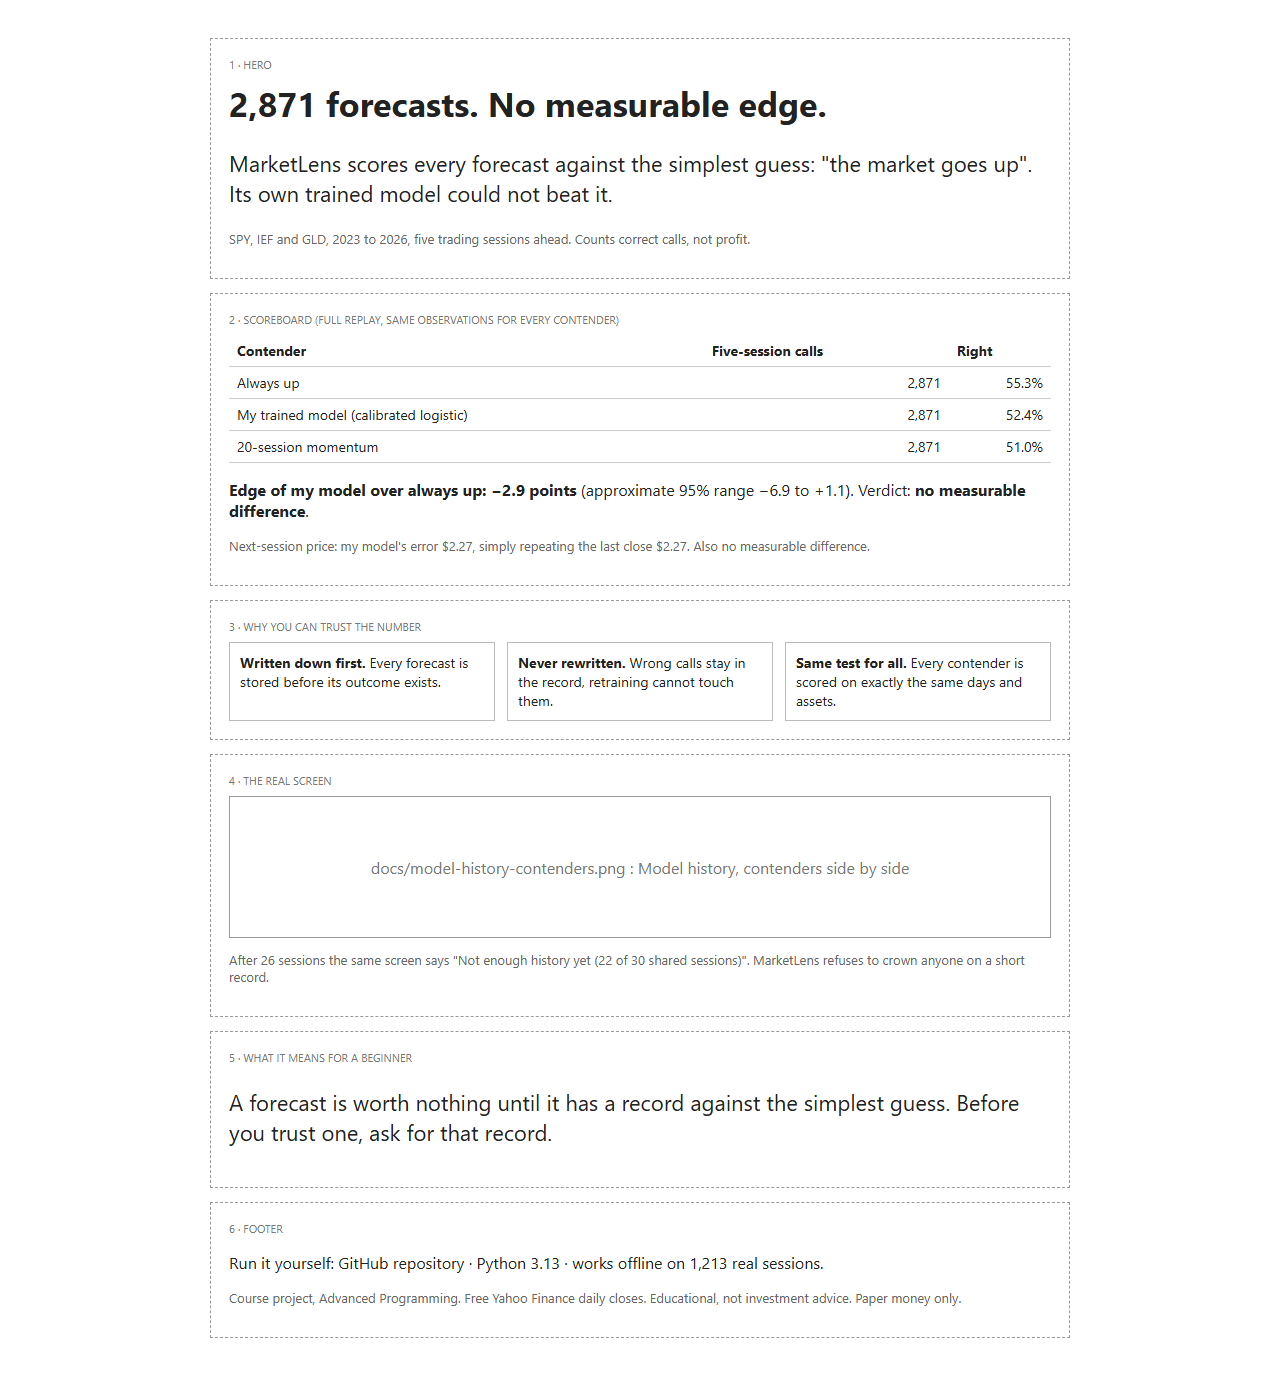 1 · HERO
2,871 forecasts. No measurable edge.
MarketLens scores every forecast against the simplest guess: "the market goes up".
Its own trained model could not beat it.
SPY, IEF and GLD, 2023 to 2026, five trading sessions ahead. Counts correct calls, not profit.
2 · SCOREBOARD (FULL REPLAY, SAME OBSERVATIONS FOR EVERY CONTENDER)
Contender Five-session calls Right
Always up 2,871 55.3%
My trained model (calibrated logistic) 2,871 52.4%
20-session momentum 2,871 51.0%
Edge of my model over always up: −2.9 points (approximate 95% range −6.9 to +1.1). Verdict: no measurable
difference.
Next-session price: my model's error $2.27, simply repeating the last close $2.27. Also no measurable difference.
3 · WHY YOU CAN TRUST THE NUMBER
Written down first. Every forecast is
stored before its outcome exists.
Never rewritten. Wrong calls stay in
the record, retraining cannot touch
them.
Same test for all. Every contender is
scored on exactly the same days and
assets.
4 · THE REAL SCREEN
docs/model-history-contenders.png : Model history, contenders side by side
After 26 sessions the same screen says "Not enough history yet (22 of 30 shared sessions)". MarketLens refuses to crown anyone on a short
record.
5 · WHAT IT MEANS FOR A BEGINNER
A forecast is worth nothing until it has a record against the simplest guess. Before
you trust one, ask for that record.
6 · FOOTER
Run it yourself: GitHub repository · Python 3.13 · works offline on 1,213 real sessions.
Course project, Advanced Programming. Free Yahoo Finance daily closes. Educational, not investment advice. Paper money only.